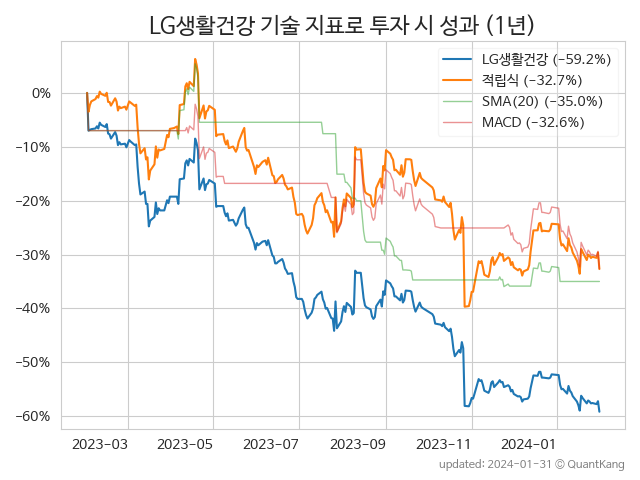 LG생활건강 기술 지표로 투자 시 성과 (1년)
LG생활건강 (−59.2%)
적립식 (−32.7%)
SMA(20) (−35.0%)
MACD (−32.6%)
0%
−10%
−20%
−30%
−40%
−50%
−60%
2023-03
2023-05
2023-07
2023-09
2023-11
2024-01
updated: 2024-01-31 © QuantKang